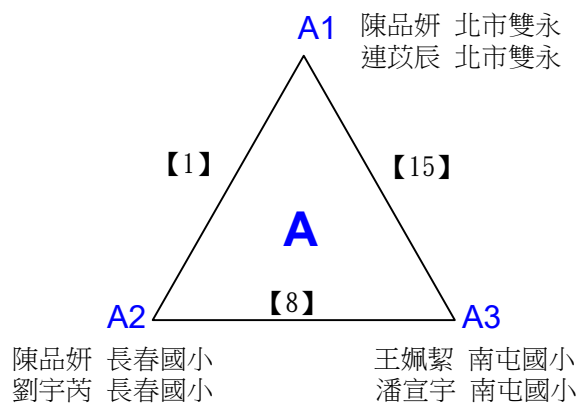 A1 陳品妍 北市雙永
連苡辰 北市雙永
【1】 【15】
A
【8】
A2 A3
陳品妍 長春國小 王姵絜 南屯國小
劉宇芮 長春國小 潘宣宇 南屯國小